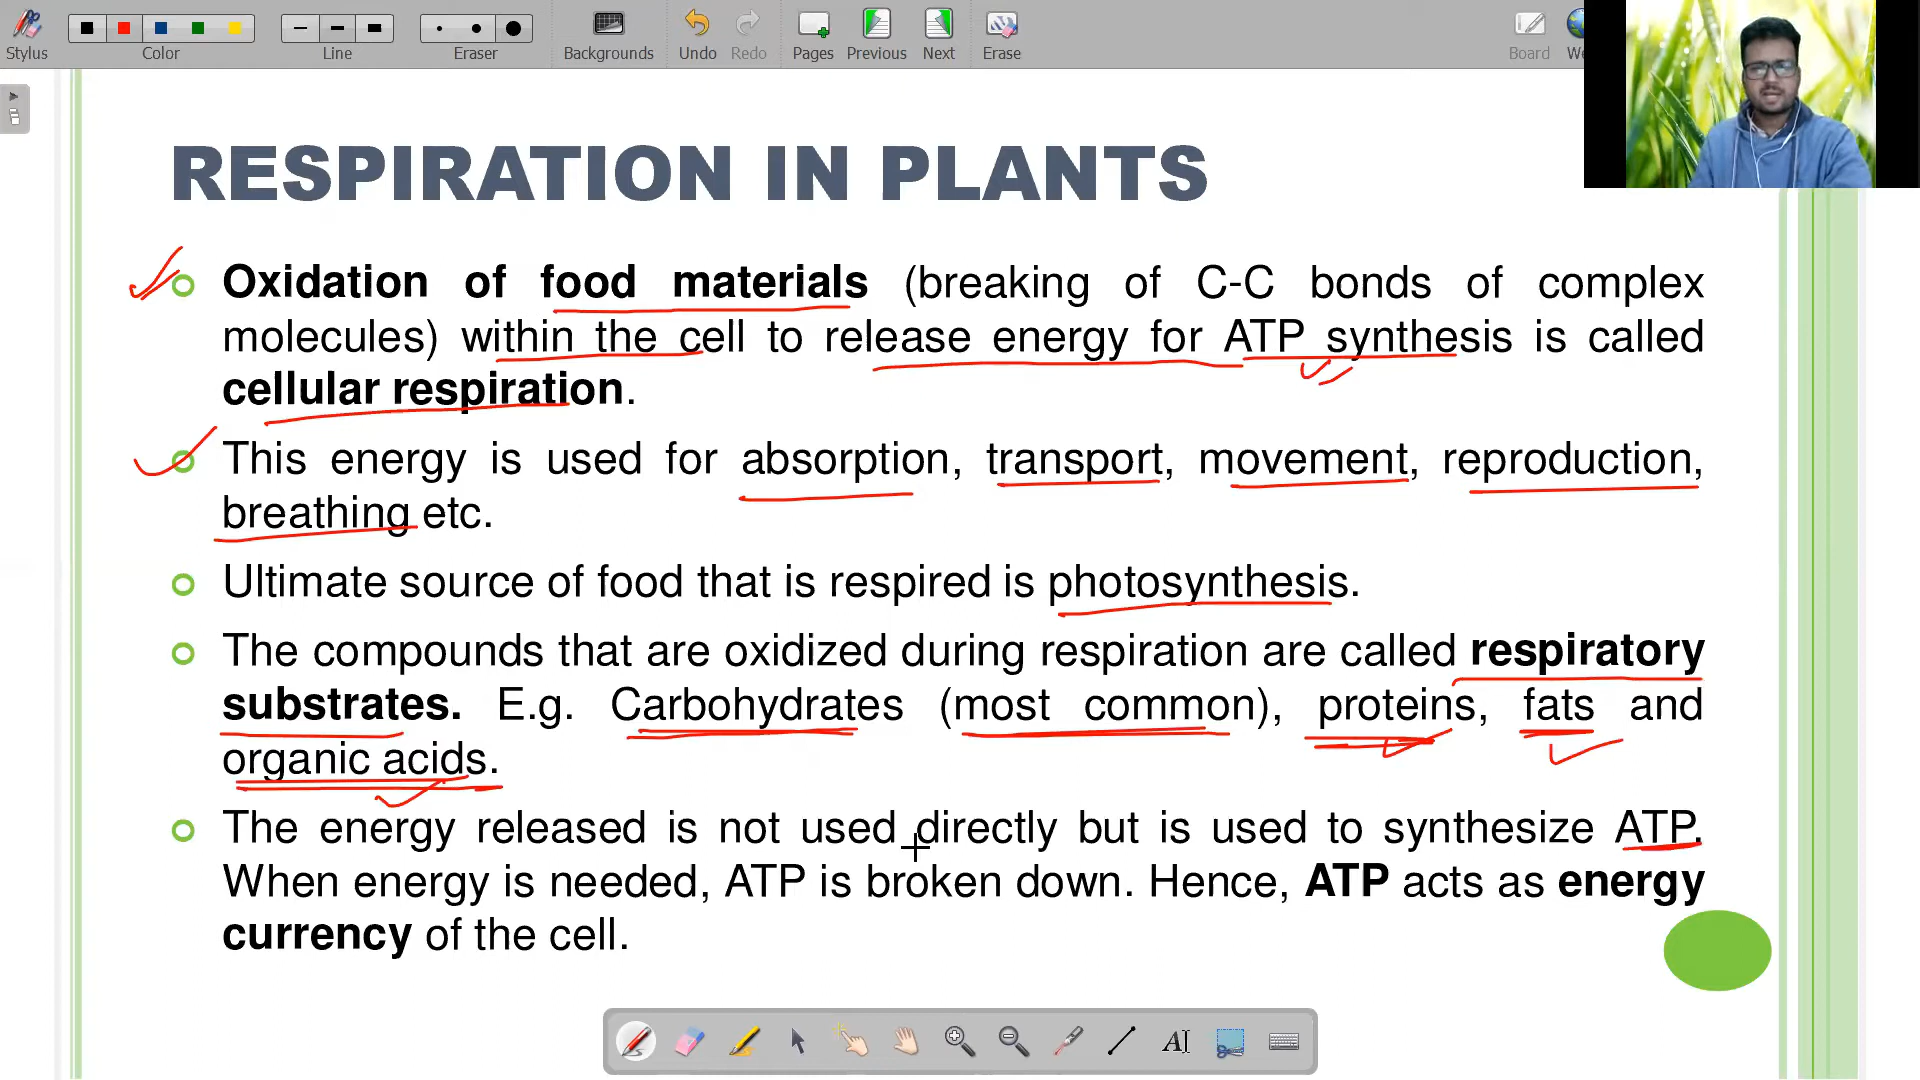 Stylus
Color
Line
Eraser
Backgrounds
Undo
Redo
Pages
Previous
Next
Erase
Board
RESPIRATION IN PLANTS
Oxidation of food materials (breaking of C-C bonds of complex
molecules) within the cell to release energy for ATP synthesis is called
cellular respiration.
This energy is used for absorption, transport, movement, reproduction,
breathing etc.
Ultimate source of food that is respired is photosynthesis.
The compounds that are oxidized during respiration are called respiratory
substrates. E.g. Carbohydrates (most common), proteins, fats and
organic acids.
The energy released is not used directly but is used to synthesize ATP.
When energy is needed, ATP is broken down. Hence, ATP acts as energy
currency of the cell.
AI